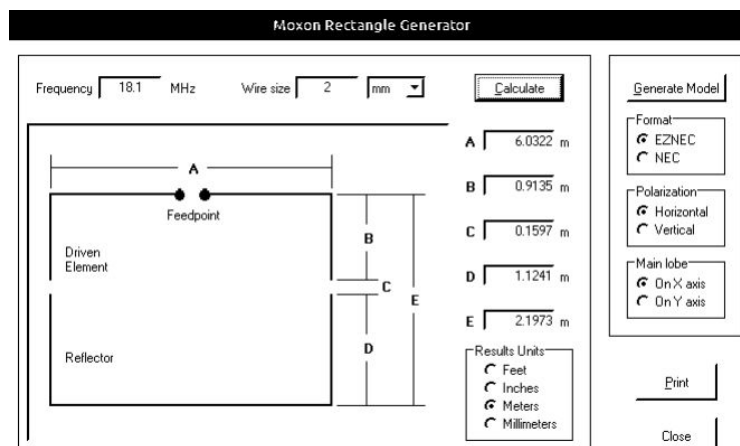 Moxon Rectangle Generator
Frequency 18.1 MHz Wire size 2 mm Calculate
Generate Model
Format
EZNEC
NEC
Polarization
Horizontal
Vertical
Main lobe
On X axis
On Y axis
Print
Close
A 6.0322 m
B 0.9135 m
C 0.1597 m
D 1.1241 m
E 2.1973 m
Results Units
Feet
Inches
Meters
Millimeters
A
Feedpoint
B
Driven
Element
C
E
D
Reflector